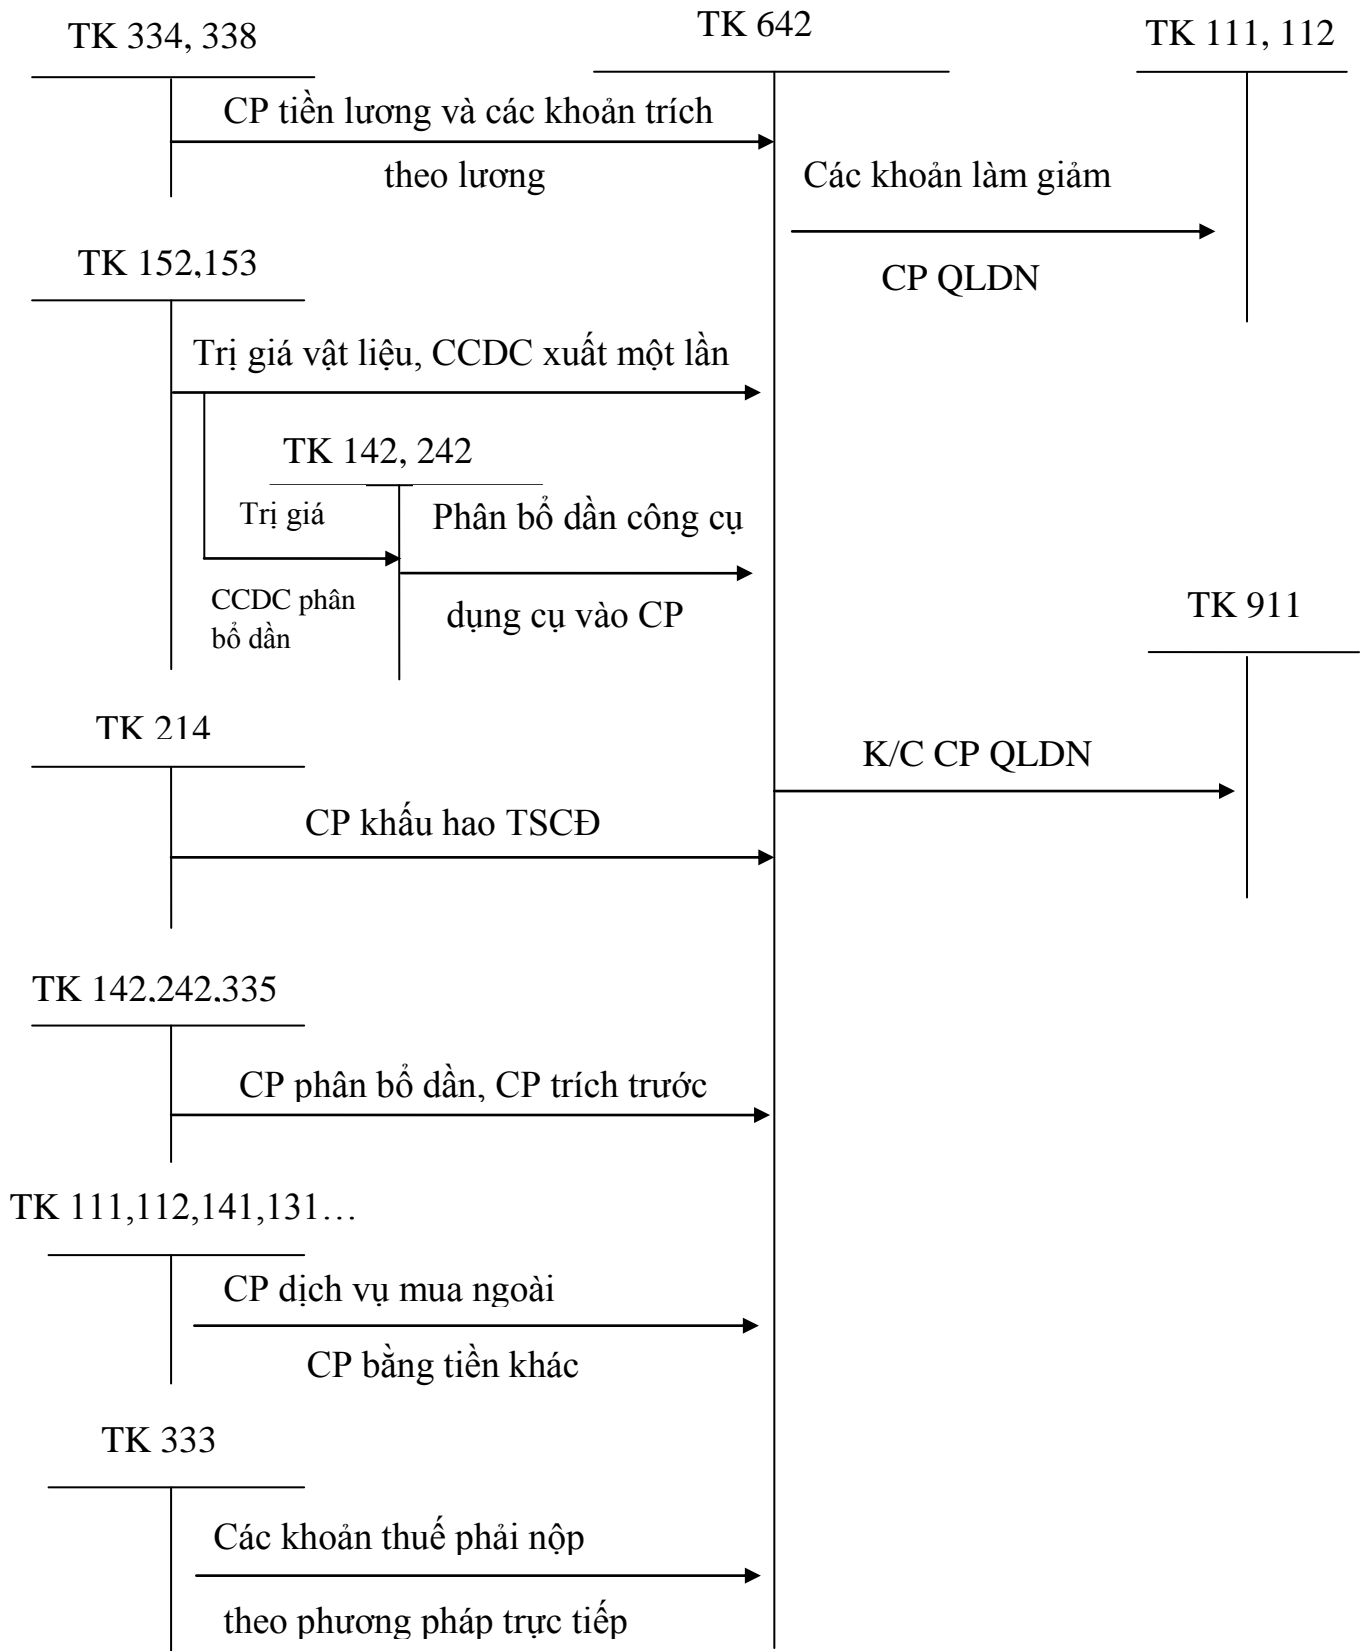 TK 334, 338
TK 642
TK 111, 112
CP tiền lương và các khoản trích
theo lương
Các khoản làm giảm
CP QLDN
TK 152,153
Trị giá vật liệu, CCDC xuất một lần
TK 142, 242
Trị giá
CCDC phân
bổ dần
Phân bổ dần công cụ
dụng cụ vào CP
TK 911
TK 214
K/C CP QLDN
CP khấu hao TSCĐ
TK 142,242,335
CP phân bổ dần, CP trích trước
TK 111,112,141,131…
CP dịch vụ mua ngoài
CP bằng tiền khác
TK 333
Các khoản thuế phải nộp
theo phương pháp trực tiếp